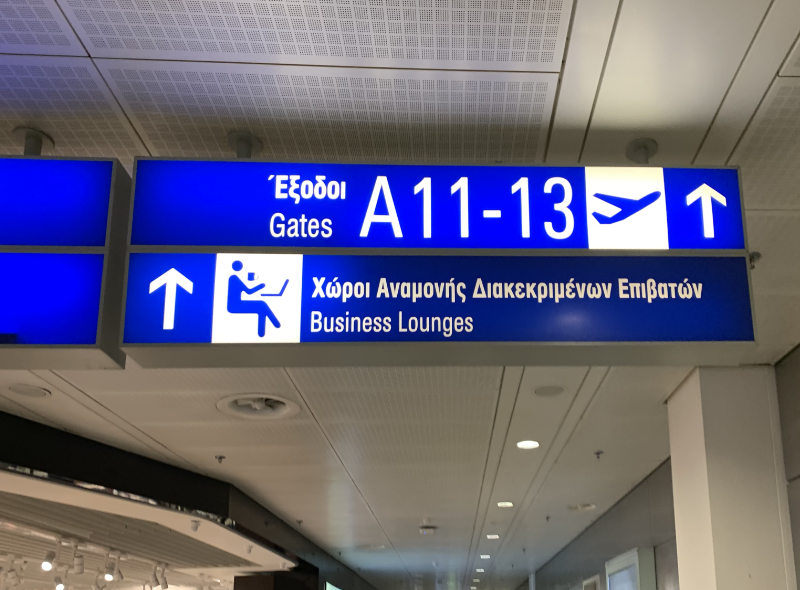 Έξοδοι
Gates
A11-13
Χώροι Αναμονής Διακεκριμένων Επιβατών
Business Lounges